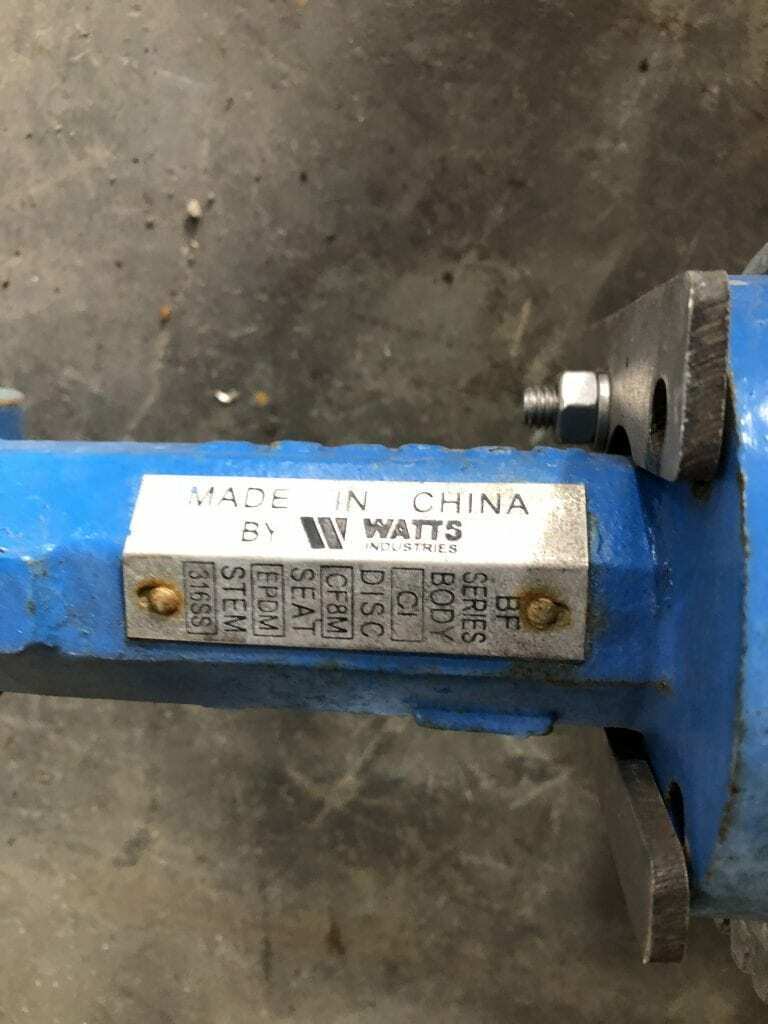 MADE IN CHINA
BY WATTS
INDUSTRIES
BF
SERIES
BODY
CI
DISC
CF8M
SEAT
EPDM
STEM
316SS